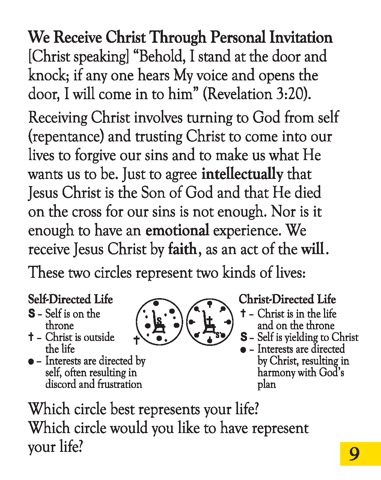 We Receive Christ Through Personal Invitation
[Christ speaking] “Behold, I stand at the door and
knock; if any one hears My voice and opens the
door, I will come in to him” (Revelation 3:20).
Receiving Christ involves turning to God from self
(repentance) and trusting Christ to come into our
lives to forgive our sins and to make us what He
wants us to be. Just to agree intellectually that
Jesus Christ is the Son of God and that He died
on the cross for our sins is not enough. Nor is it
enough to have an emotional experience. We
receive Jesus Christ by faith, as an act of the will.
These two circles represent two kinds of lives:
Self-Directed Life
S – Self is on the
throne
† – Christ is outside
the life
● – Interests are directed by
self, often resulting in
discord and frustration
S
†
†
S
Christ-Directed Life
† – Christ is in the life
and on the throne
S – Self is yielding to Christ
● – Interests are directed
by Christ, resulting in
harmony with God’s
plan
Which circle best represents your life?
Which circle would you like to have represent
your life?
9